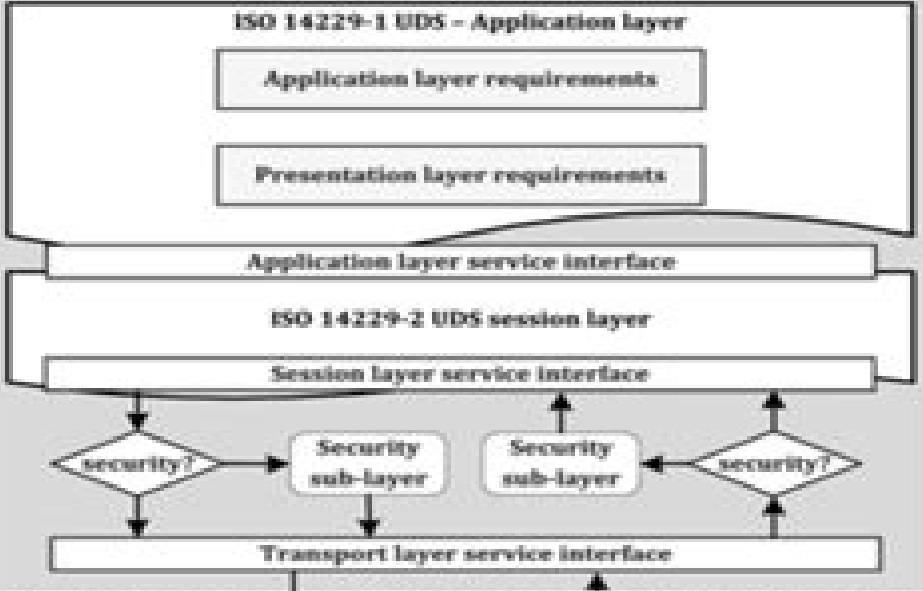 ISO 14229-1 UDS – Application layer
Application layer requirements
Presentation layer requirements
Application layer service interface
ISO 14229-2 UDS session layer
Session layer service interface
security?
Security
sub-layer
Security
sub-layer
security?
Transport layer service interface